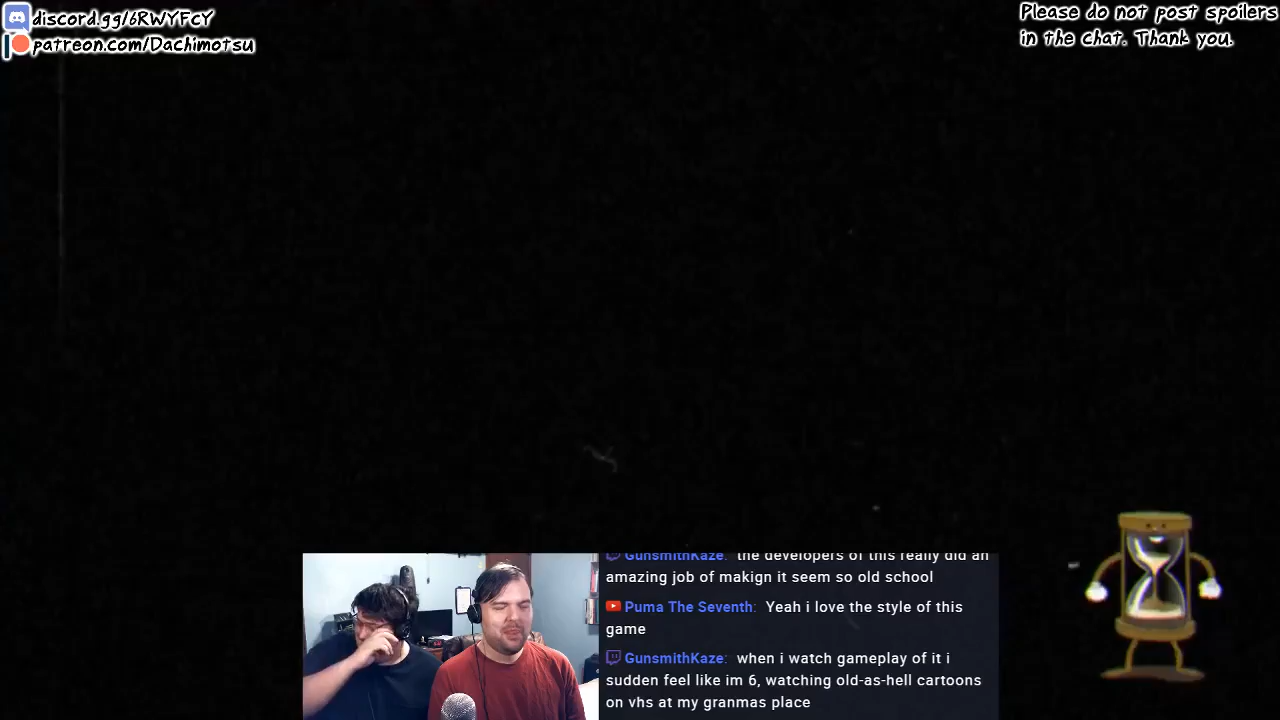 discord.gg/6RWYFcY
patreon.com/Dachimotsu
Please do not post spoilers
in the chat. Thank you.
GunsmithKaze: the developers of this really did an
amazing job of makign it seem so old school
Puma The Seventh: Yeah i love the style of this
game
GunsmithKaze: when i watch gameplay of it i
sudden feel like im 6, watching old-as-hell cartoons
on vhs at my granmas place